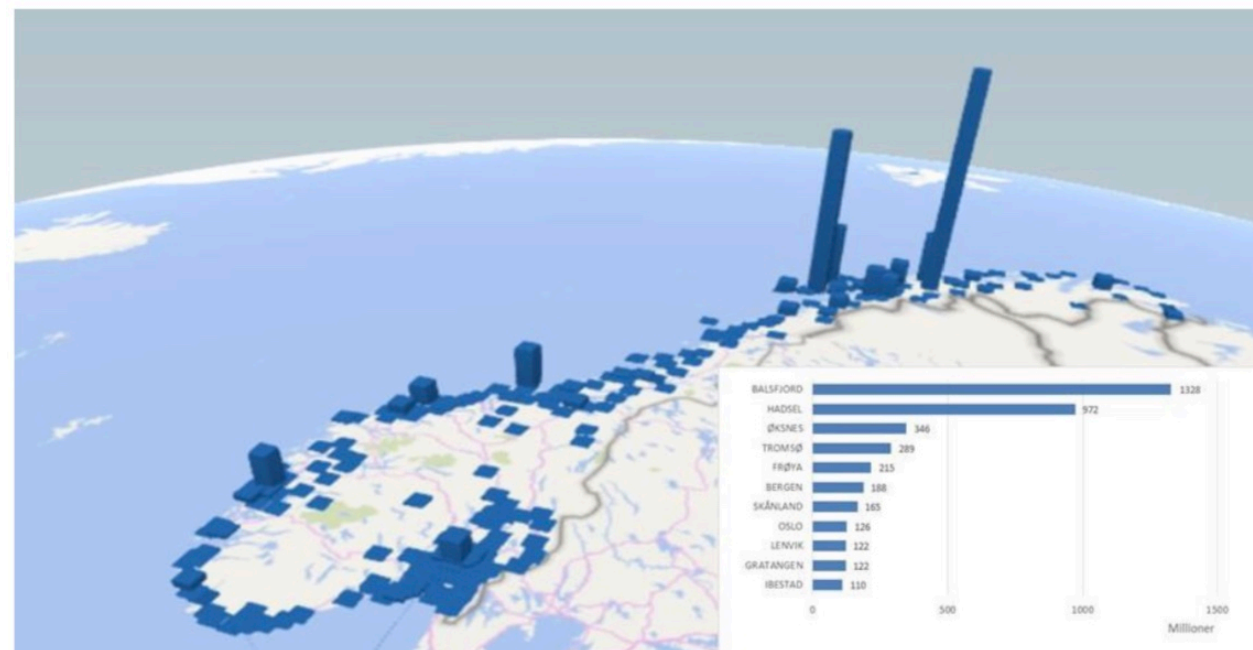 BALSFJORD 1328
HADSEL 972
ØKSNES 346
TROMSØ 289
FRØYA 215
BERGEN 188
SKÅNLAND 165
OSLO 126
LENVIK 122
GRATANGEN 122
IBESTAD 110
0 500 1000 1500
Millioner